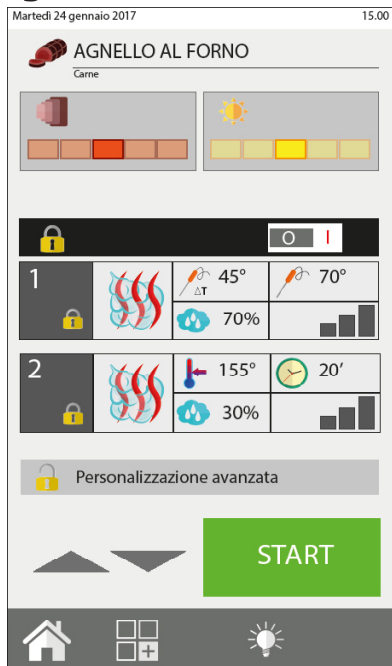 Martedì 24 gennaio 2017 15.00
AGNELLO AL FORNO
Carne
O I
1 45° 70°
ΔT
70%
2 155° 20’
30%
Personalizzazione avanzata
START